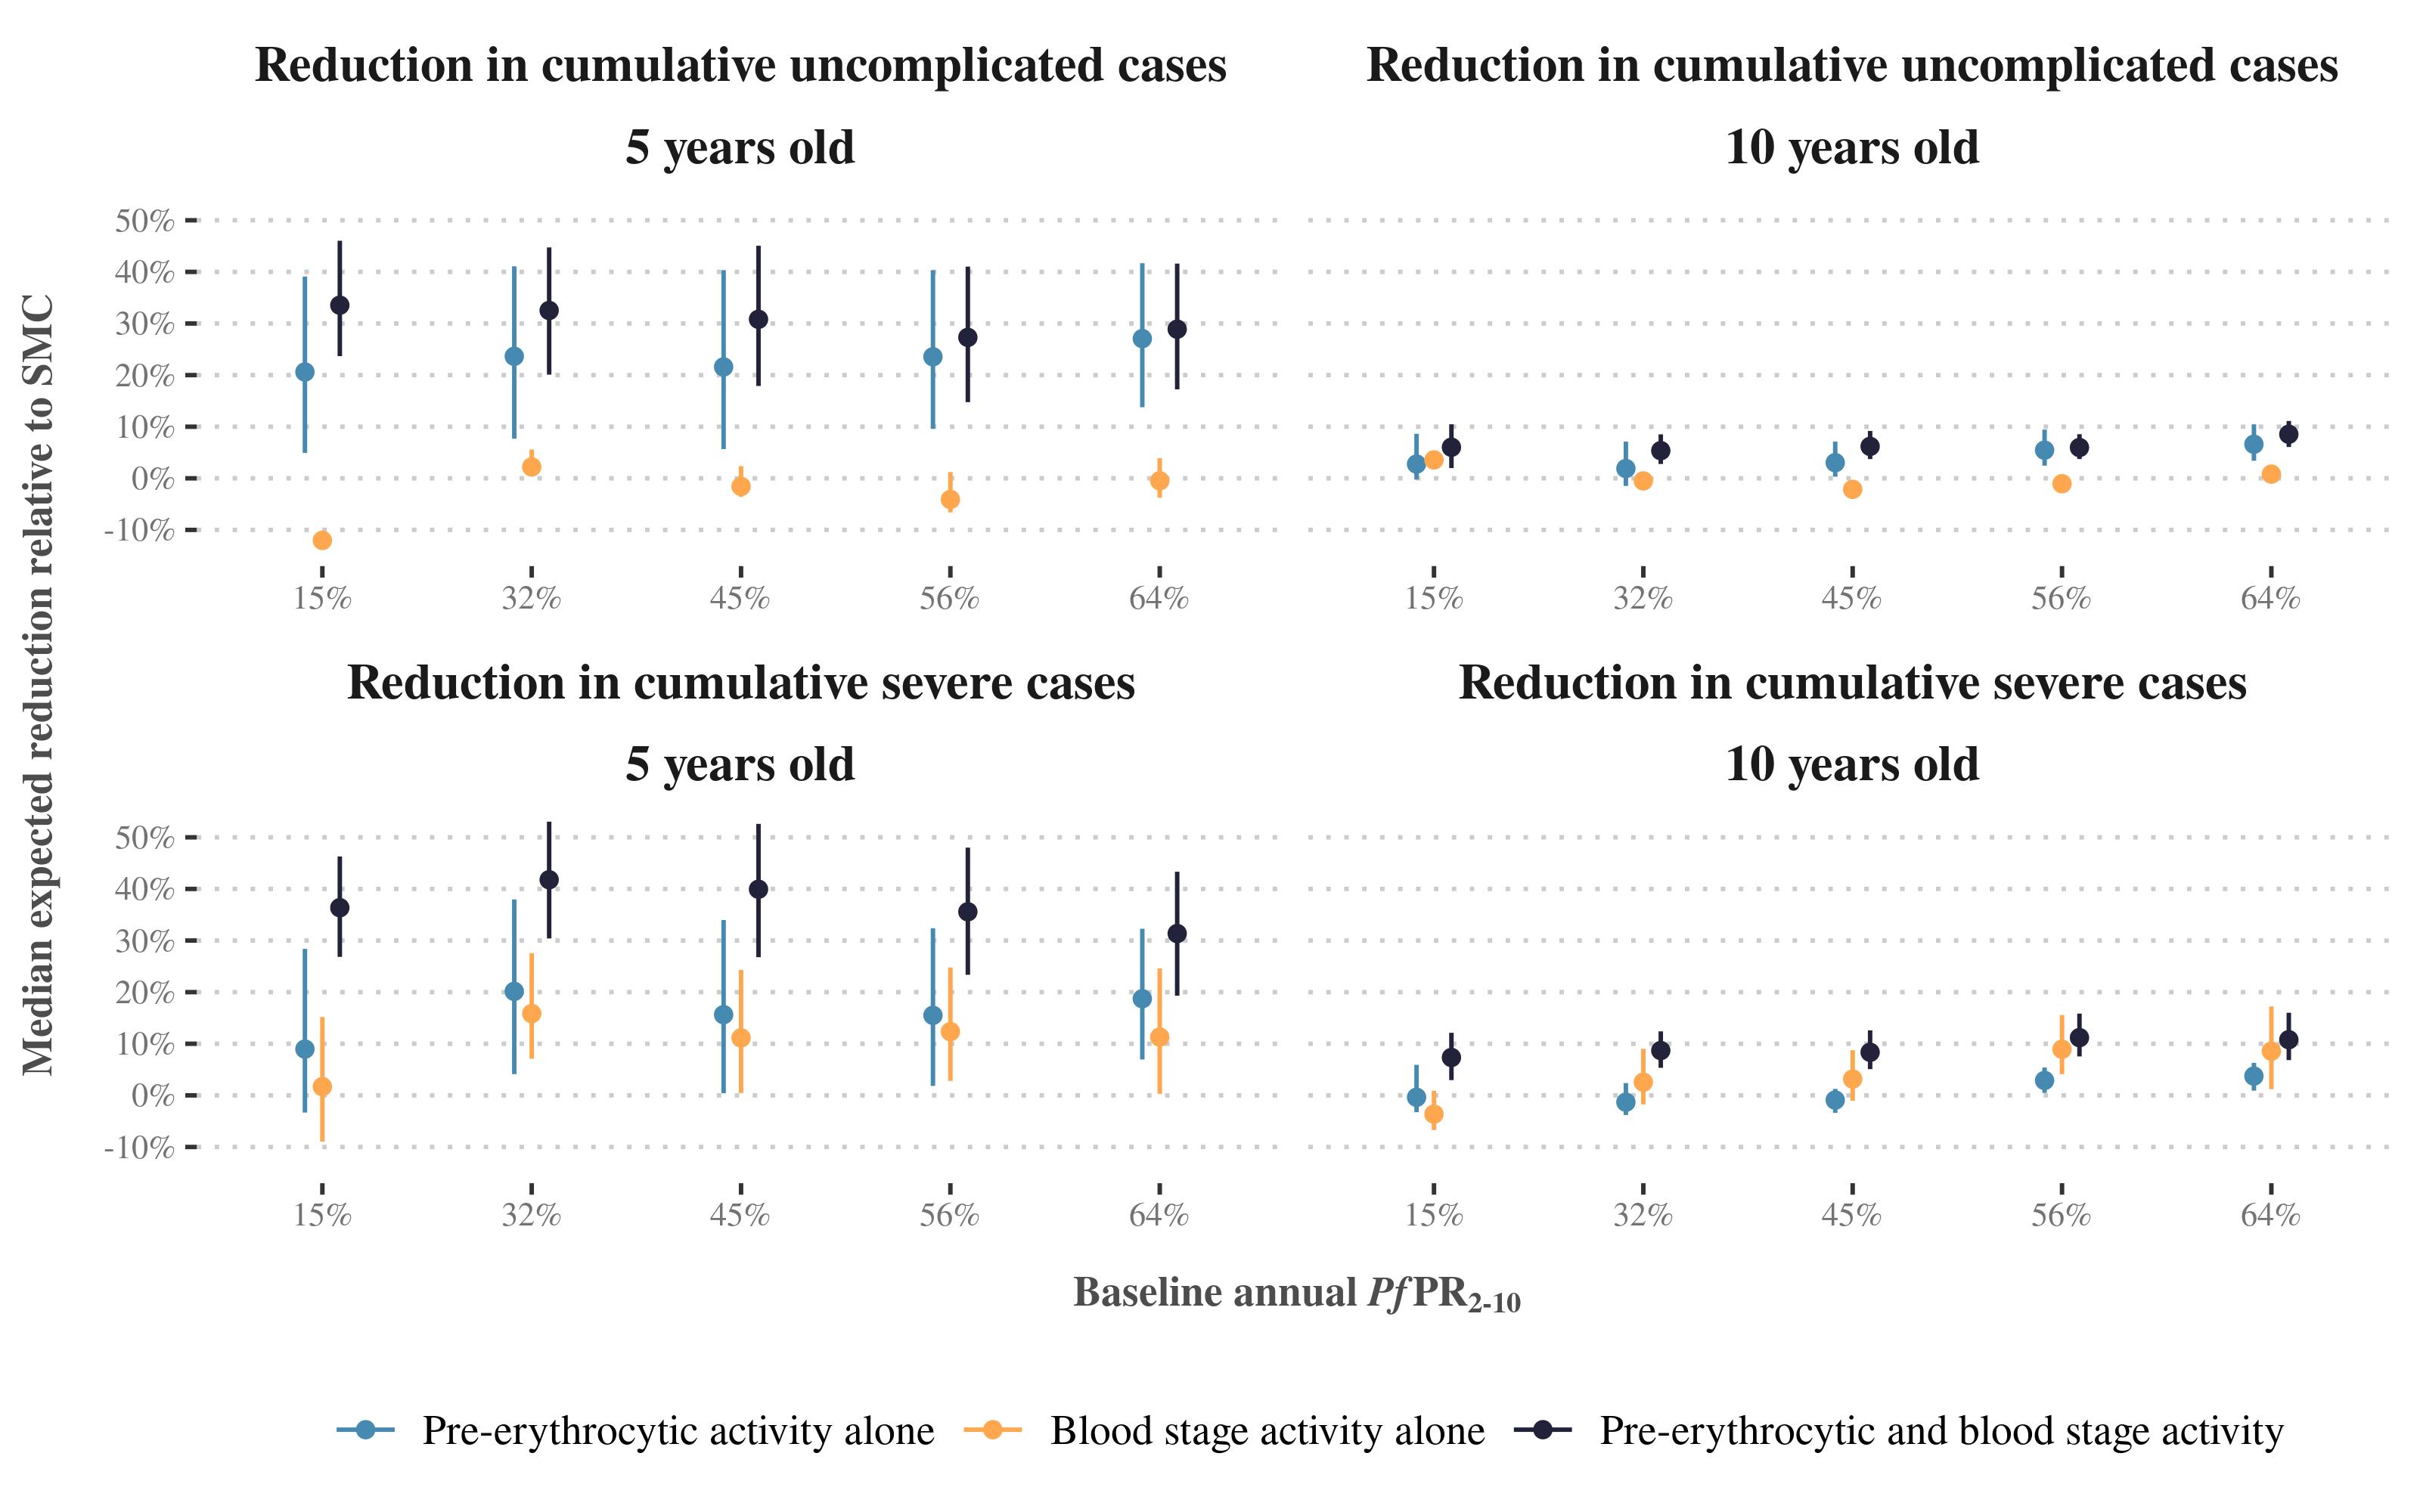 Reduction in cumulative uncomplicated cases
5 years old
Reduction in cumulative uncomplicated cases
10 years old
Median expected reduction relative to SMC
50%
40%
30%
20%
10%
0%
-10%
15% 32% 45% 56% 64%
15% 32% 45% 56% 64%
Reduction in cumulative severe cases
5 years old
Reduction in cumulative severe cases
10 years old
50%
40%
30%
20%
10%
0%
-10%
15% 32% 45% 56% 64%
15% 32% 45% 56% 64%
Baseline annual PfPR2-10
Pre-erythrocytic activity alone Blood stage activity alone Pre-erythrocytic and blood stage activity